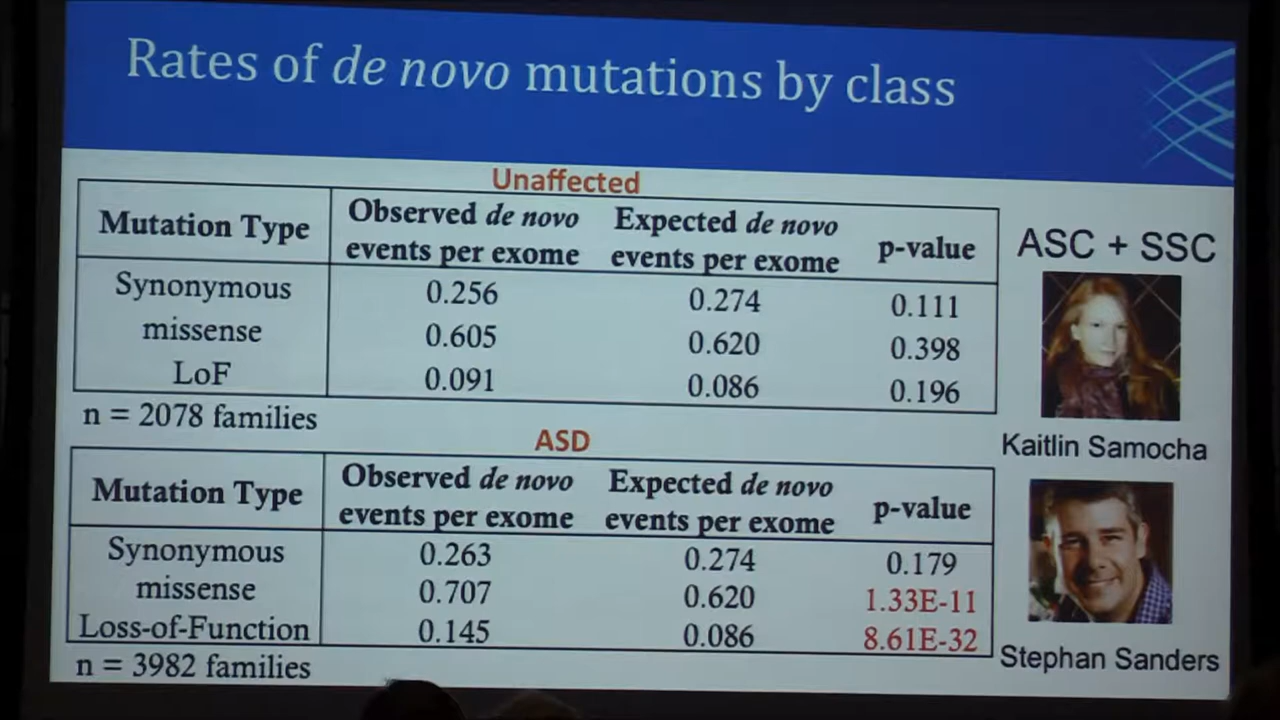 Rates of de novo mutations by class
Unaffected
Mutation Type
Observed de novo
events per exome
Expected de novo
events per exome
p-value
Synonymous 0.256 0.274 0.111
missense 0.605 0.620 0.398
LoF 0.091 0.086 0.196
n = 2078 families
ASD
Mutation Type
Observed de novo
events per exome
Expected de novo
events per exome
p-value
Synonymous 0.263 0.274 0.179
missense 0.707 0.620 1.33E-11
Loss-of-Function 0.145 0.086 8.61E-32
n = 3982 families
ASC + SSC
Kaitlin Samocha
Stephan Sanders